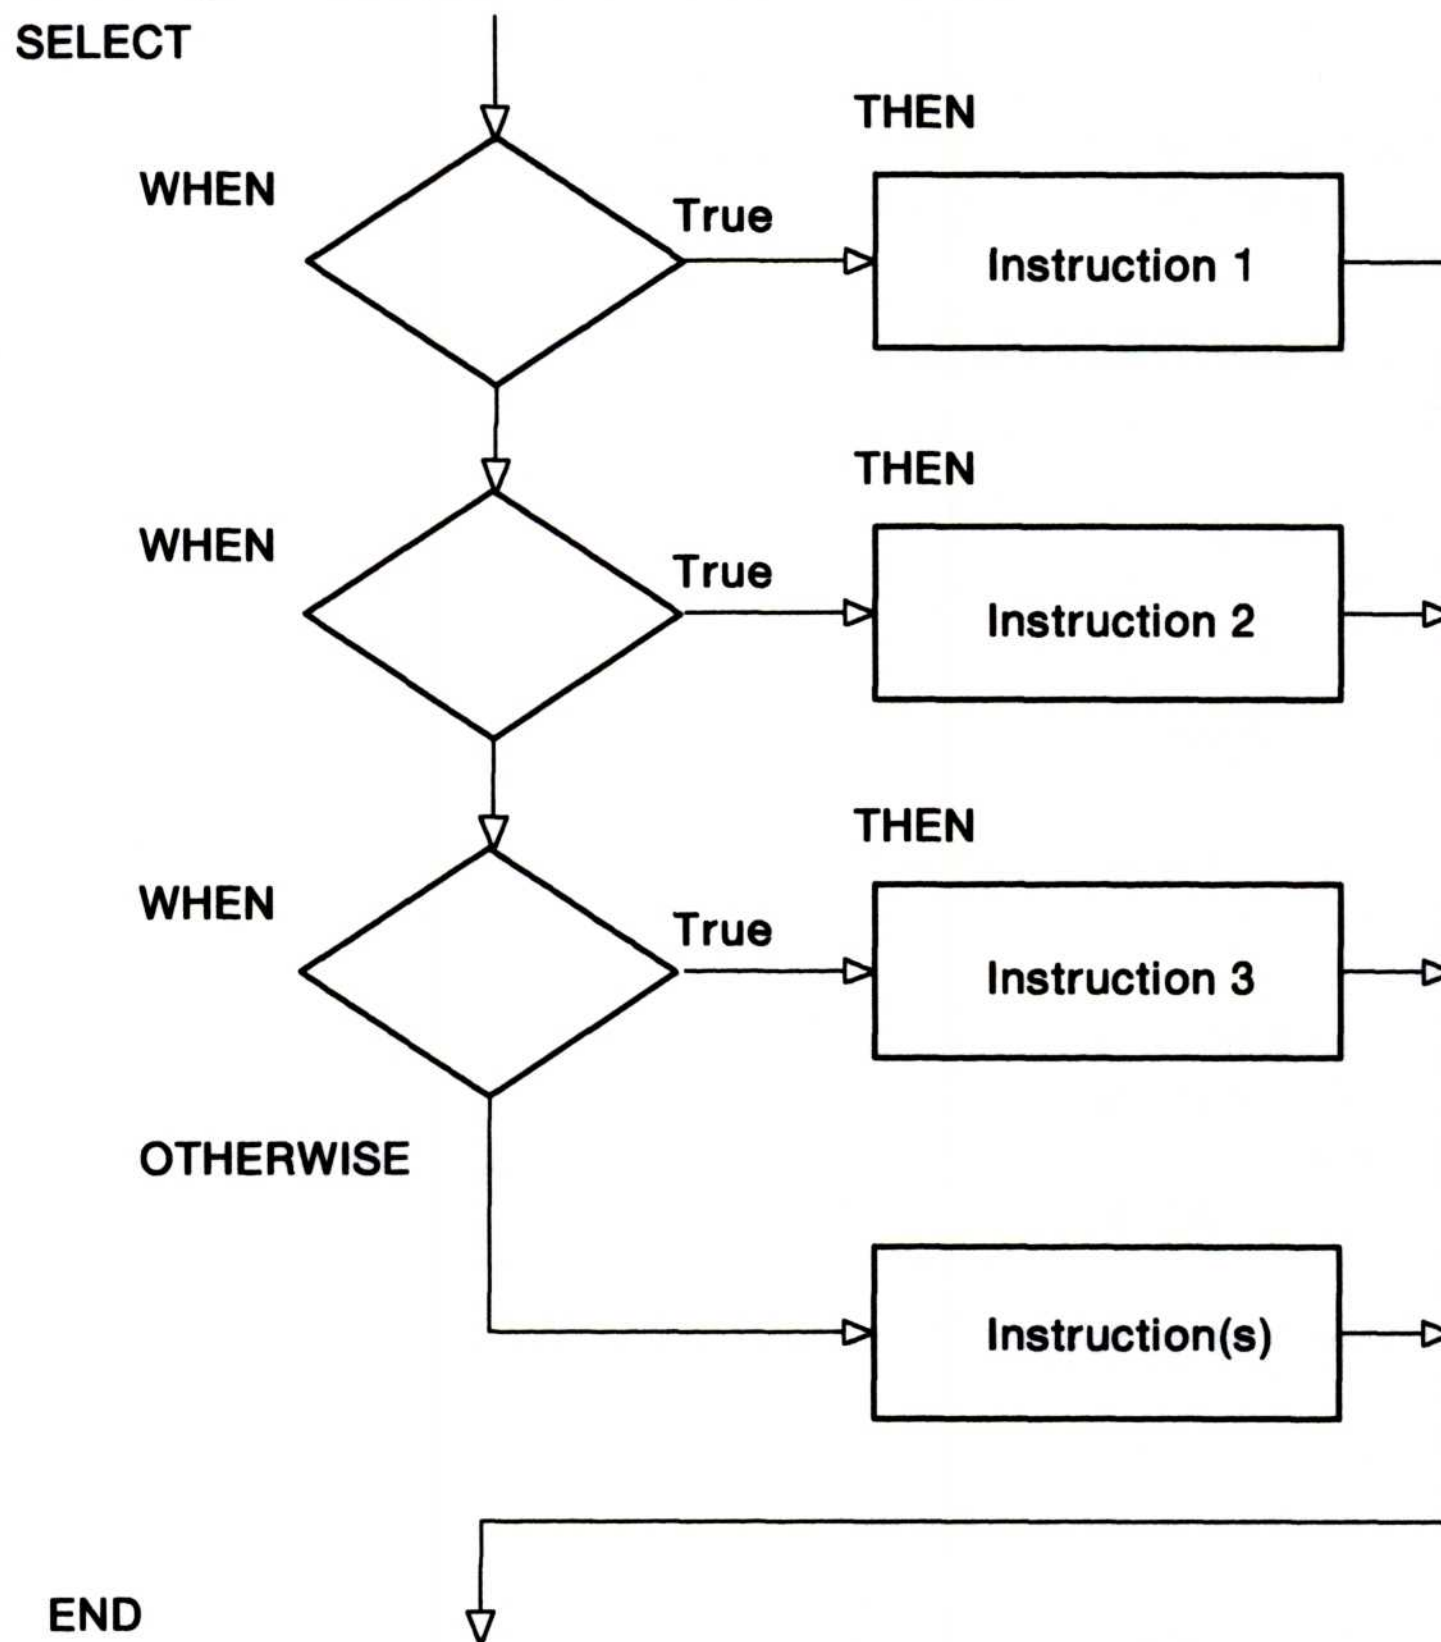 SELECT
THEN
WHEN
True
Instruction 1
THEN
WHEN
True
Instruction 2
THEN
WHEN
True
Instruction 3
OTHERWISE
Instruction(s)
END